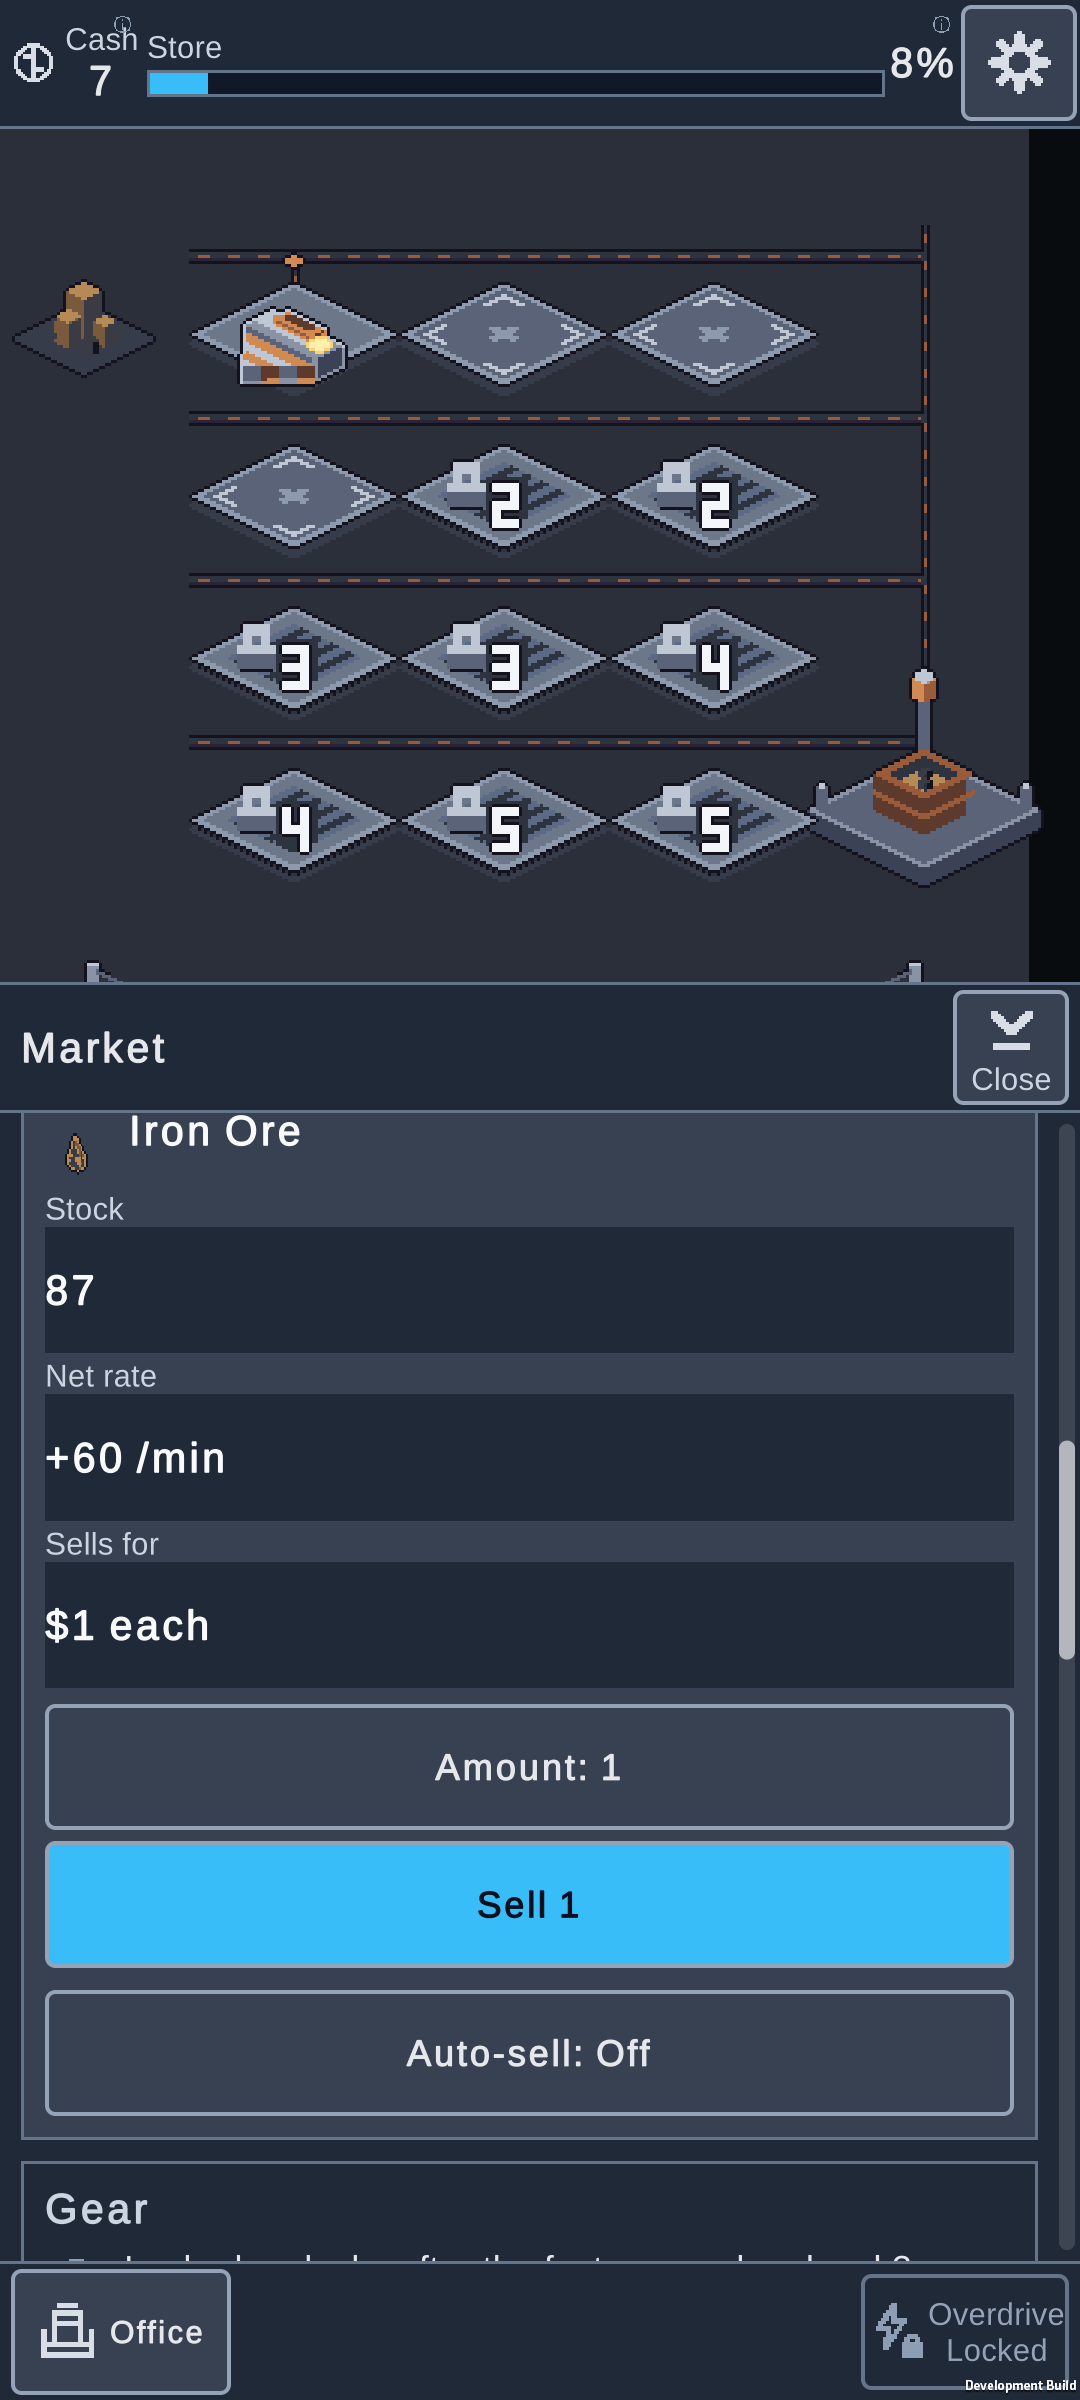 Cash
7
Store
8%
2
2
3
3
4
4
5
5
Market
Close
Iron Ore
Stock
87
Net rate
+60 /min
Sells for
$1 each
Amount: 1
Sell 1
Auto-sell: Off
Gear
Office
Overdrive
Locked
Development Build